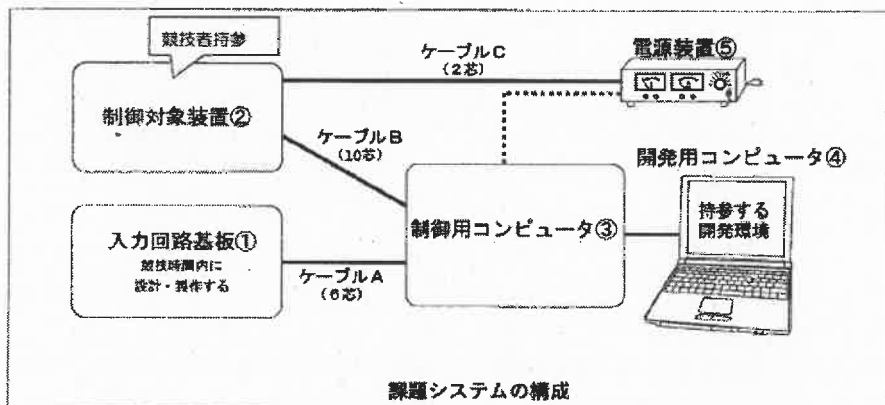 競技者持参
制御対象装置②
ケーブルC
(2芯)
電源装置⑤
ケーブルB
(10芯)
開発用コンピュータ④
持参する
開発環境
制御用コンピュータ③
入力回路基板①
競技時間内に
設計・製作する
ケーブルA
(6芯)
課題システムの構成